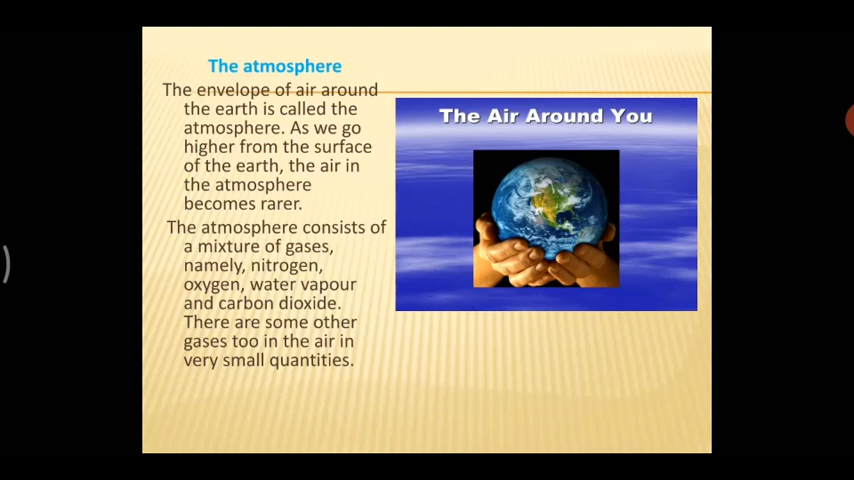 The atmosphere
The envelope of air around
the earth is called the
atmosphere. As we go
higher from the surface
of the earth, the air in
the atmosphere
becomes rarer.
The atmosphere consists of
a mixture of gases,
namely, nitrogen,
oxygen, water vapour
and carbon dioxide.
There are some other
gases too in the air in
very small quantities.
The Air Around You